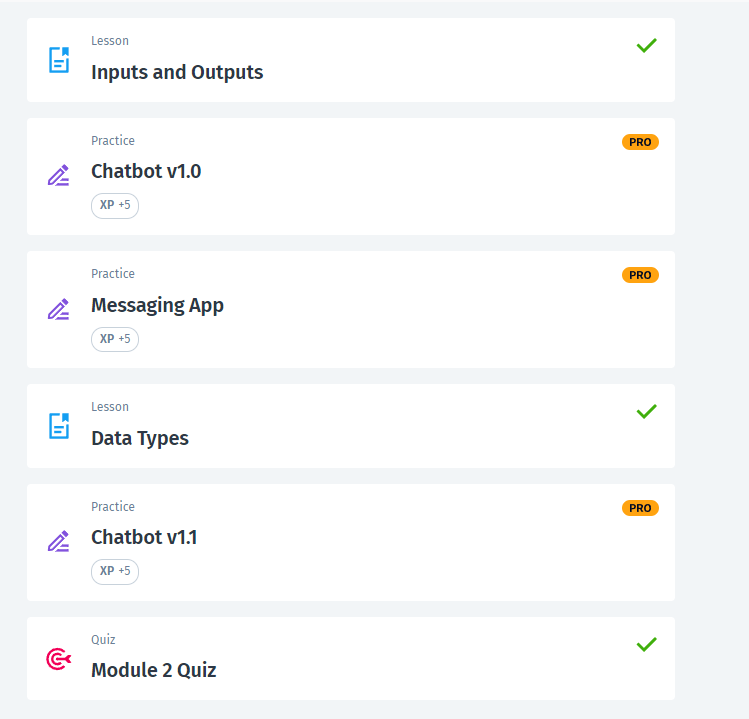 Lesson
Inputs and Outputs
Practice
PRO
Chatbot v1.0
XP +5
Practice
PRO
Messaging App
XP +5
Lesson
Data Types
Practice
PRO
Chatbot v1.1
XP +5
Quiz
Module 2 Quiz